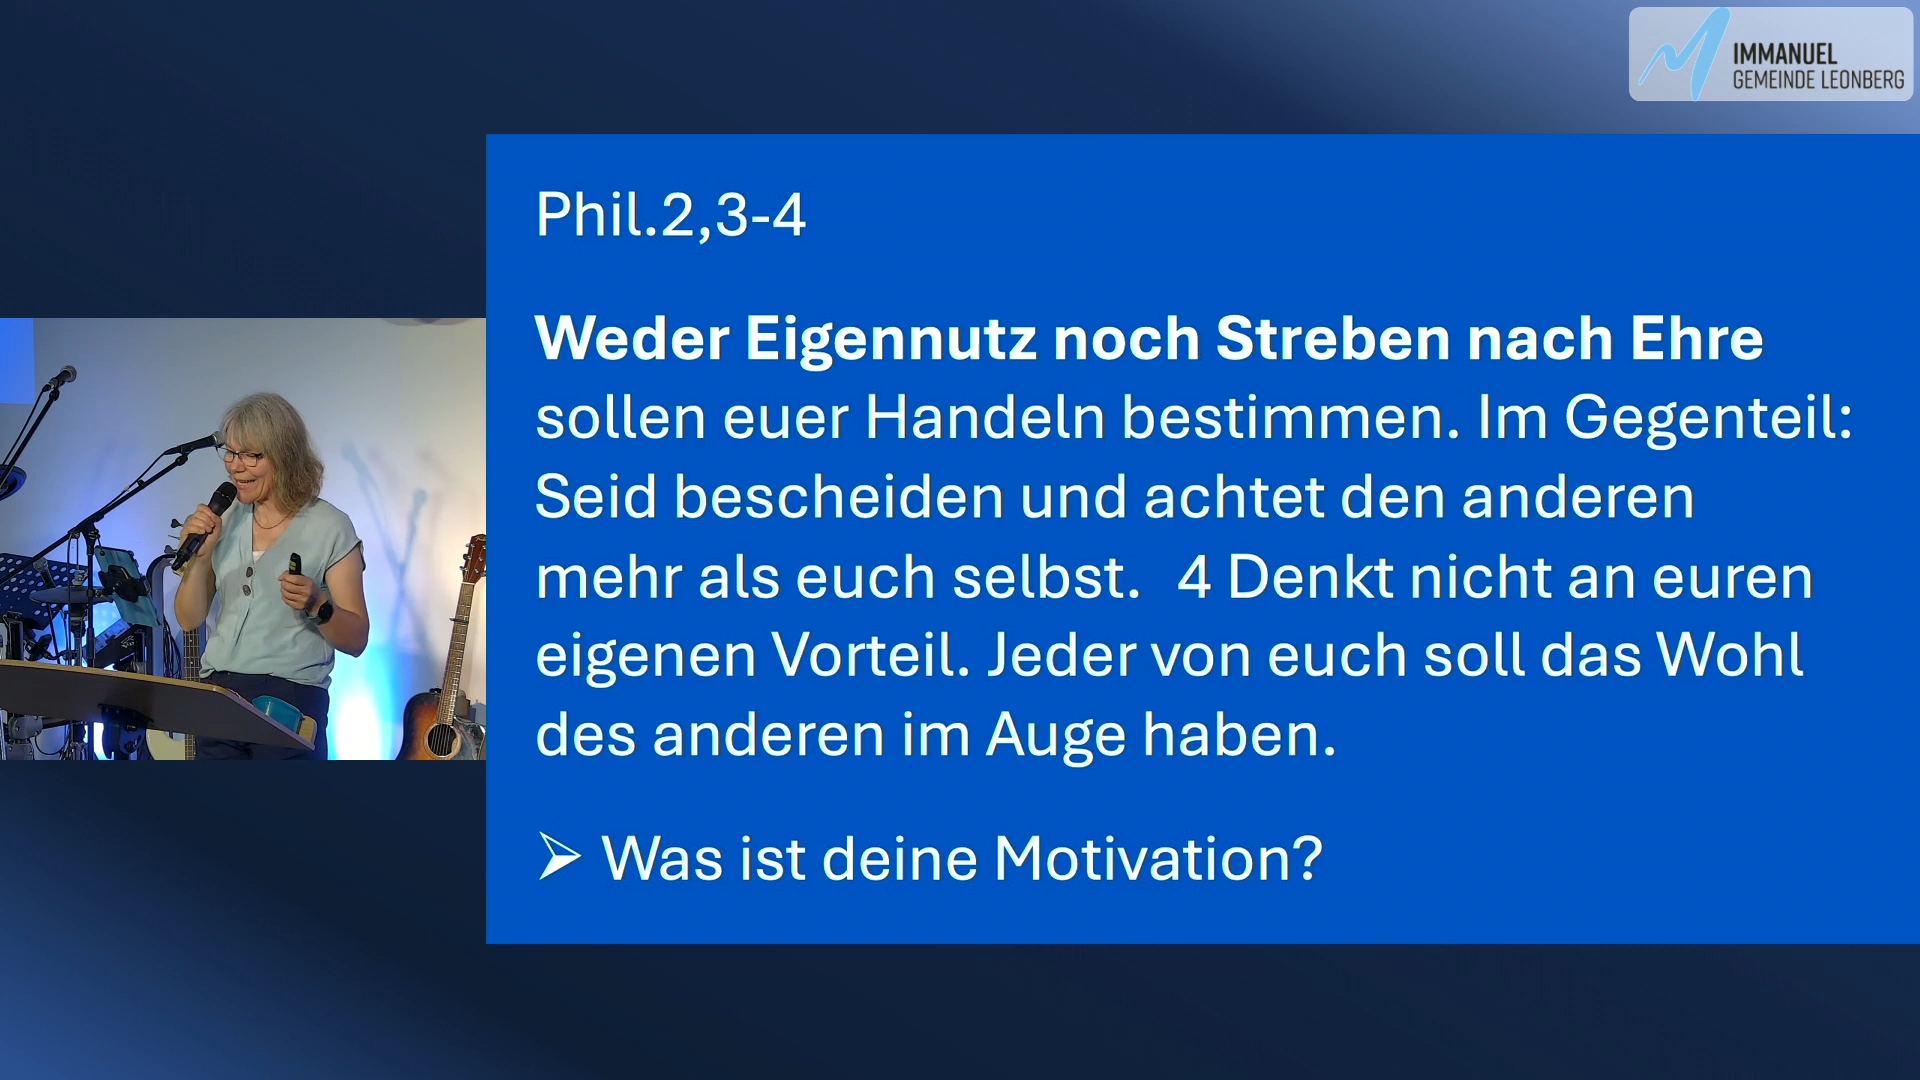 IMMANUEL
GEMEINDE LEONBERG
Phil.2,3-4
Weder Eigennutz noch Streben nach Ehre
sollen euer Handeln bestimmen. Im Gegenteil:
Seid bescheiden und achtet den anderen
mehr als euch selbst.  4 Denkt nicht an euren
eigenen Vorteil. Jeder von euch soll das Wohl
des anderen im Auge haben.
➢ Was ist deine Motivation?